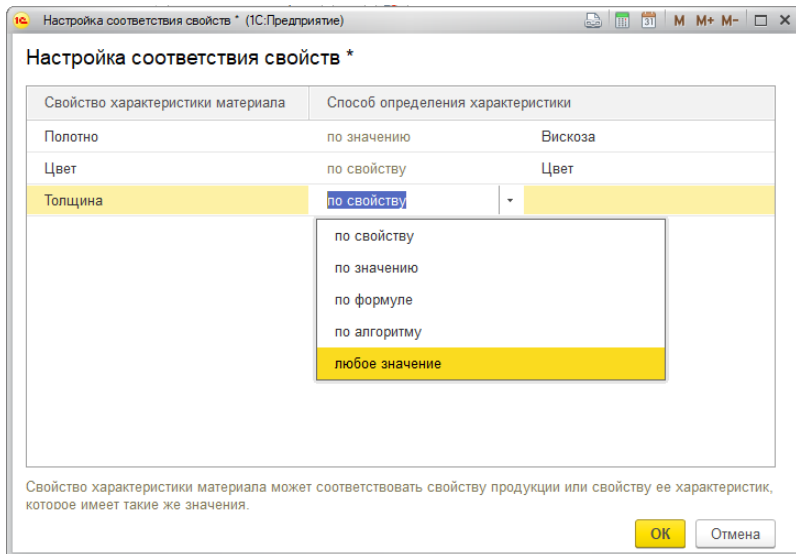 Настройка соответствия свойств * (1С:Предприятие)
31 M M+ M-
Настройка соответствия свойств *
Свойство характеристики материала Способ определения характеристики
Полотно по значению Вискоза
Цвет по свойству Цвет
Толщина по свойству
по свойству
по значению
по формуле
по алгоритму
любое значение
Свойство характеристики материала может соответствовать свойству продукции или свойству ее характеристик,
которое имеет такие же значения.
ОК Отмена